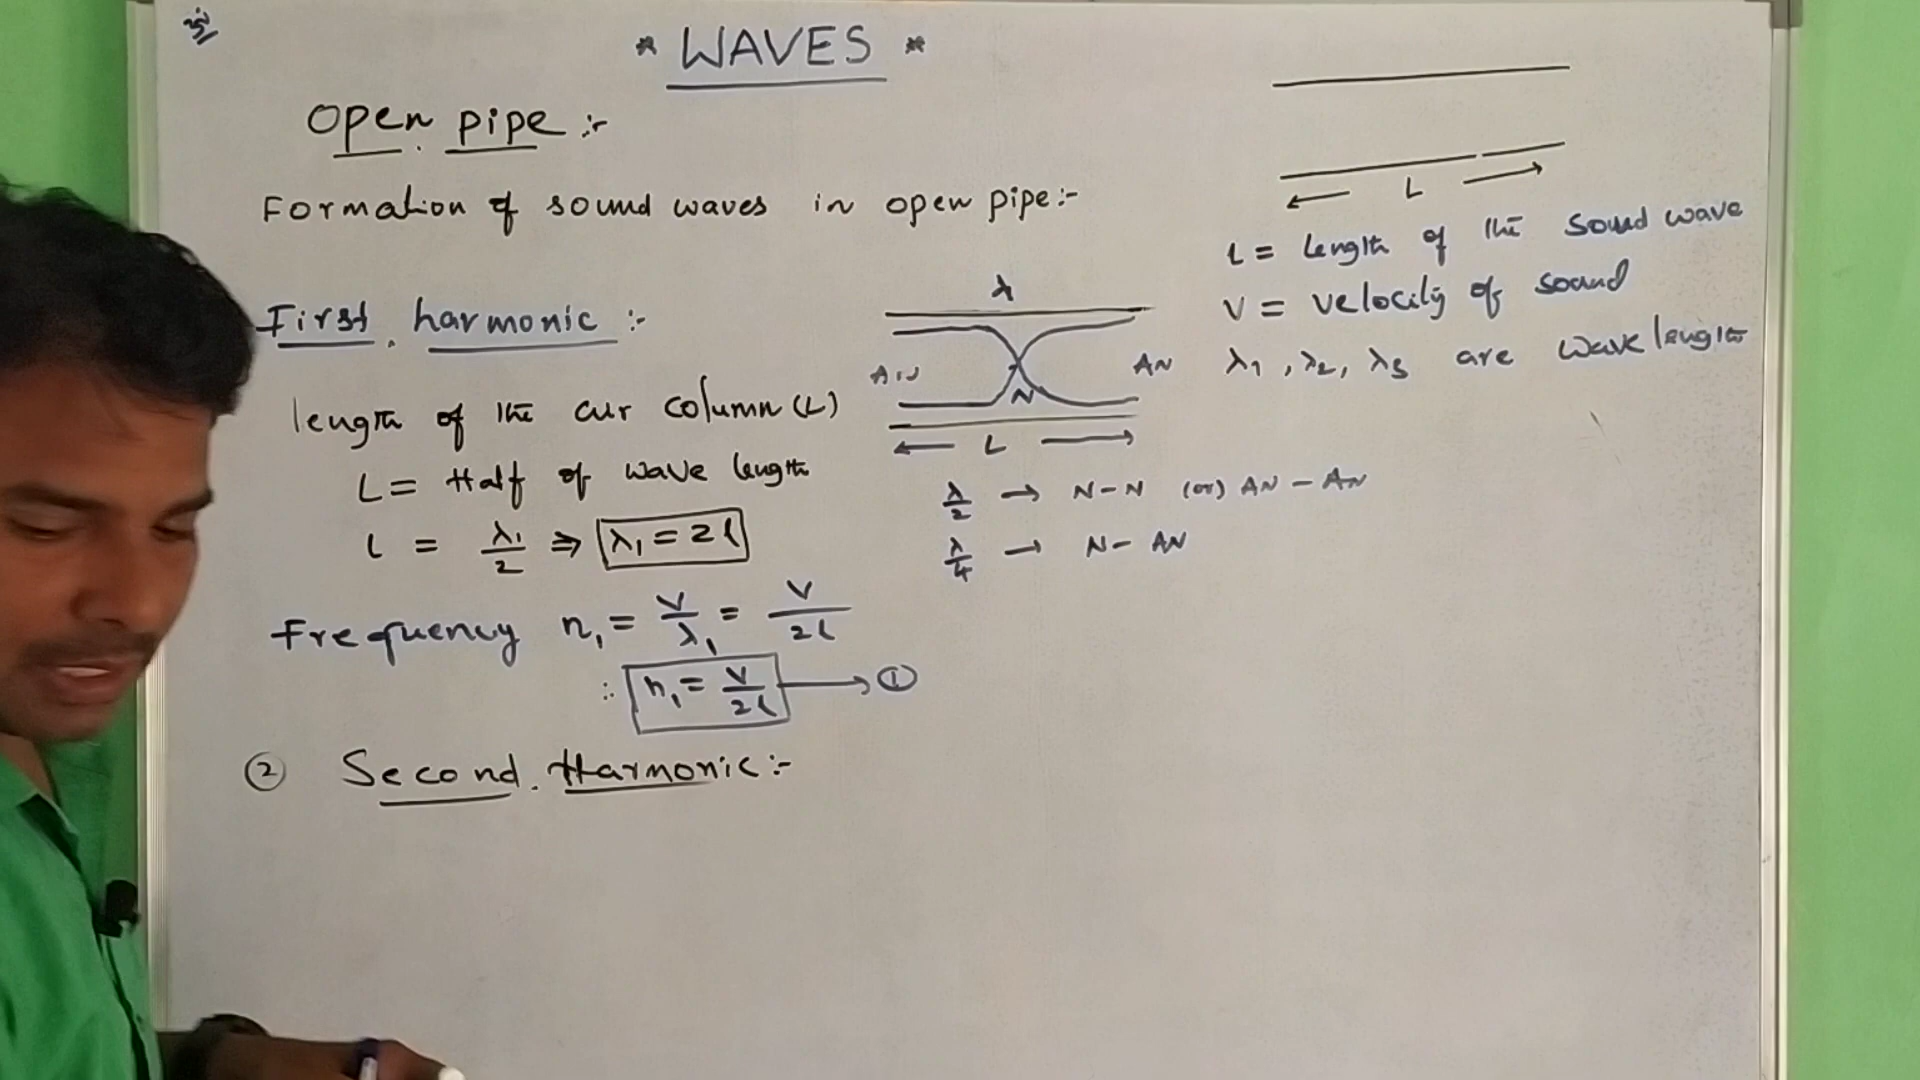 * WAVES *
Open pipe :-
Formation of sound waves in open pipe:-
First harmonic :-
length of the air column (L)
L = Half of wave length
l = λ1/2 ⇒ λ1 = 2l
Frequency n1 = V/λ1 = V/2l
∴ n1 = V/2l → ①
② Second Harmonic:-
L
L = Length of the sound wave
V = Velocity of sound
λ1, λ2, λ3 are wave lengths
λ
AN AN
N
L
λ/2 → N-N (or) AN-AN
λ/4 → N-AN